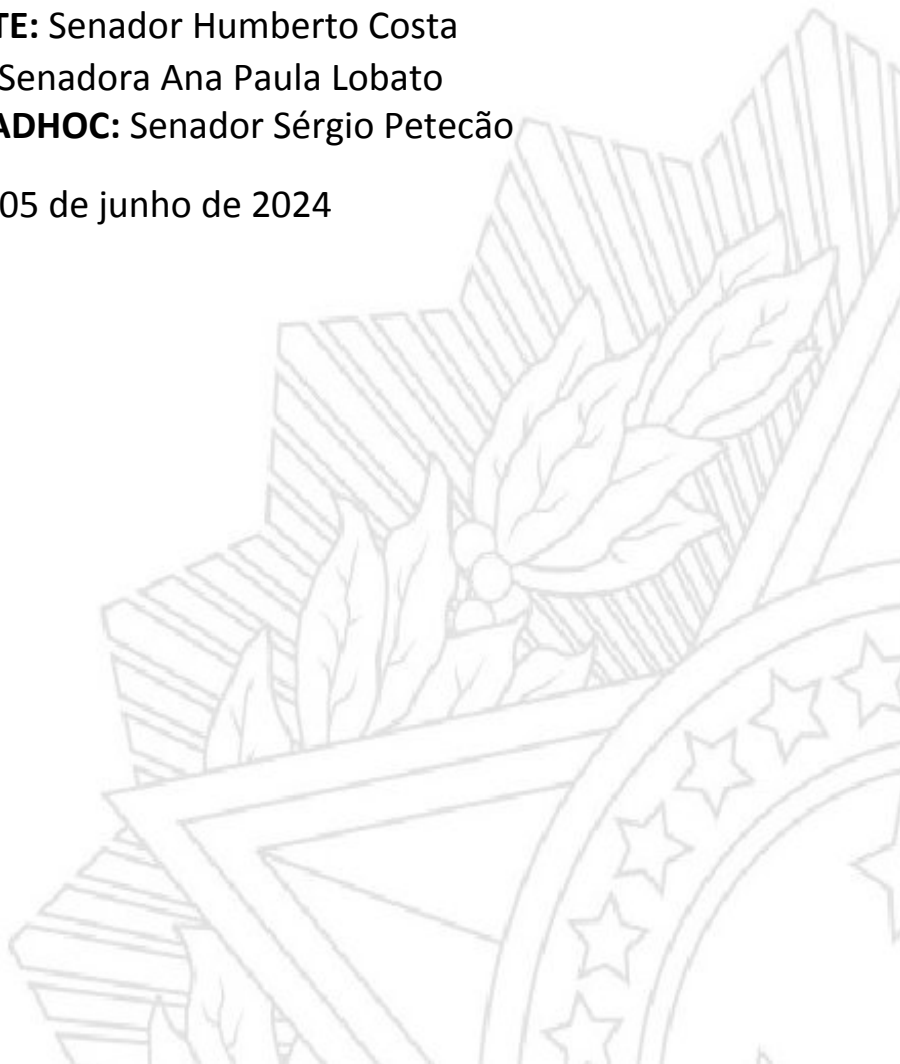 TE: Senador Humberto Costa
Senadora Ana Paula Lobato
ADHOC: Senador Sérgio Petecão
05 de junho de 2024